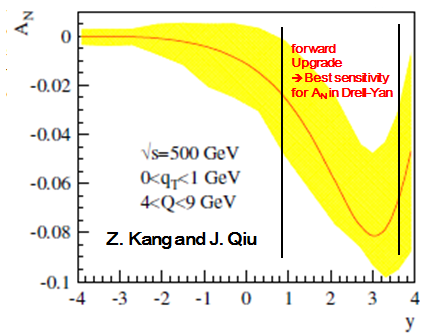 A_N
0
-0.02
-0.04
-0.06
-0.08
-0.1
forward
Upgrade
→Best sensitivity
for A_N in Drell-Yan
√s=500 GeV
0<q_T<1 GeV
4<Q<9 GeV
Z. Kang and J. Qiu
-4 -3 -2 -1 0 1 2 3 4
y